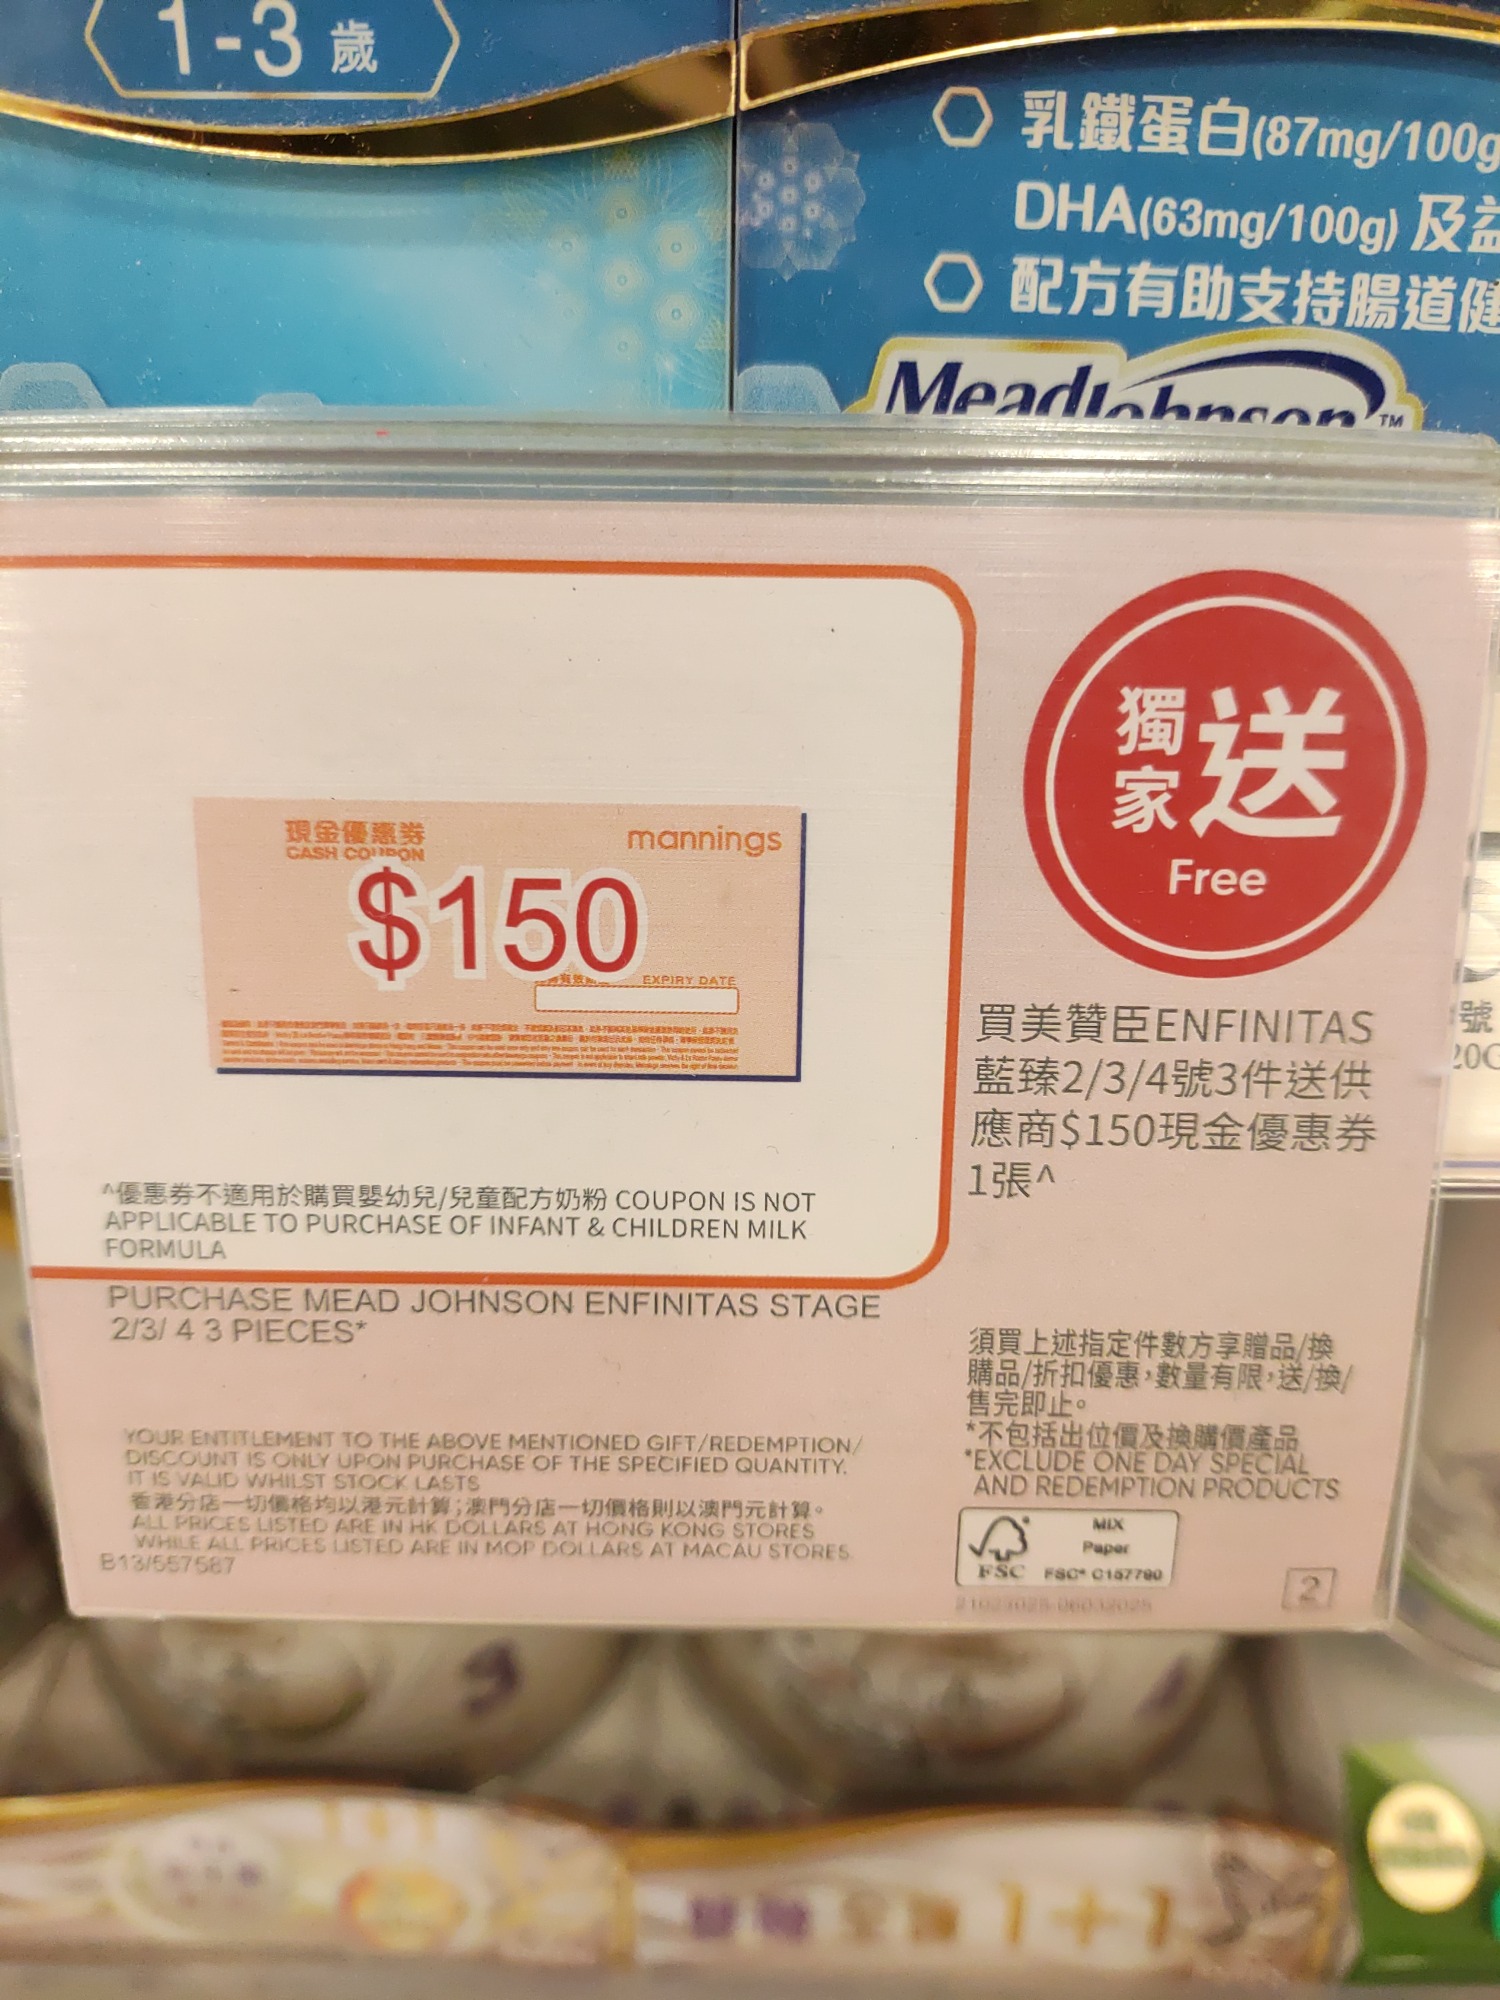 1-3 歲
乳鐵蛋白(87mg/100g
DHA(63mg/100g) 及益
配方有助支持腸道健
MeadJohnson™
現金優惠券
CASH COUPON
mannings
$150
EXPIRY DATE
獨家送
Free
買美贊臣ENFINITAS
藍臻2/3/4號3件送供
應商$150現金優惠券
1張^
^優惠券不適用於購買嬰幼兒/兒童配方奶粉 COUPON IS NOT
APPLICABLE TO PURCHASE OF INFANT & CHILDREN MILK
FORMULA
PURCHASE MEAD JOHNSON ENFINITAS STAGE
2/3/ 4 3 PIECES*
須買上述指定件數方享贈品/換
購品/折扣優惠,數量有限,送/換/
售完即止。
*不包括出位價及換購價產品
*EXCLUDE ONE DAY SPECIAL
AND REDEMPTION PRODUCTS
YOUR ENTITLEMENT TO THE ABOVE MENTIONED GIFT/REDEMPTION/
DISCOUNT IS ONLY UPON PURCHASE OF THE SPECIFIED QUANTITY.
IT IS VALID WHILST STOCK LASTS
香港分店一切價格均以港元計算;澳門分店一切價格則以澳門元計算。
ALL PRICES LISTED ARE IN HK DOLLARS AT HONG KONG STORES
WHILE ALL PRICES LISTED ARE IN MOP DOLLARS AT MACAU STORES.
B13/557587
FSC
MIX
Paper
FSC® C157790
2
號
20G